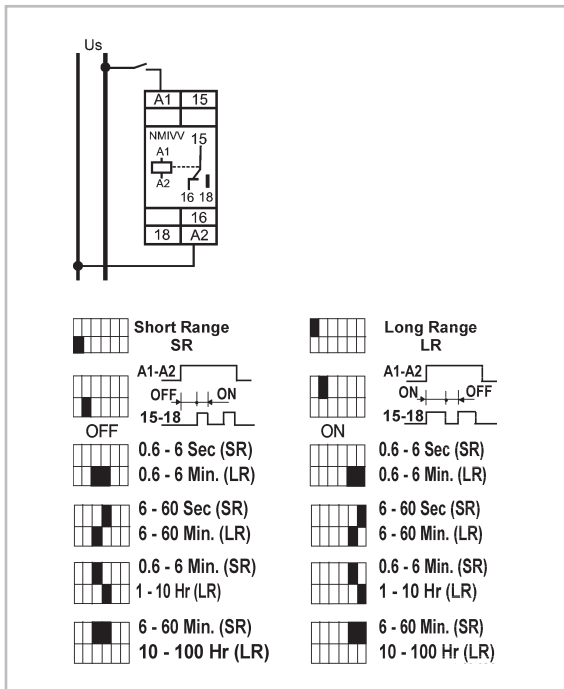 Us
A1 15
NMIVV 15
A1
A2
16 18
16
18 A2
Short Range
SR
A1-A2
OFF ON
15-18
OFF
0.6 - 6 Sec (SR)
0.6 - 6 Min. (LR)
6 - 60 Sec (SR)
6 - 60 Min. (LR)
0.6 - 6 Min. (SR)
1 - 10 Hr (LR)
6 - 60 Min. (SR)
10 - 100 Hr (LR)
Long Range
LR
A1-A2
ON OFF
15-18
ON
0.6 - 6 Sec (SR)
0.6 - 6 Min. (LR)
6 - 60 Sec (SR)
6 - 60 Min. (LR)
0.6 - 6 Min. (SR)
1 - 10 Hr (LR)
6 - 60 Min. (SR)
10 - 100 Hr (LR)